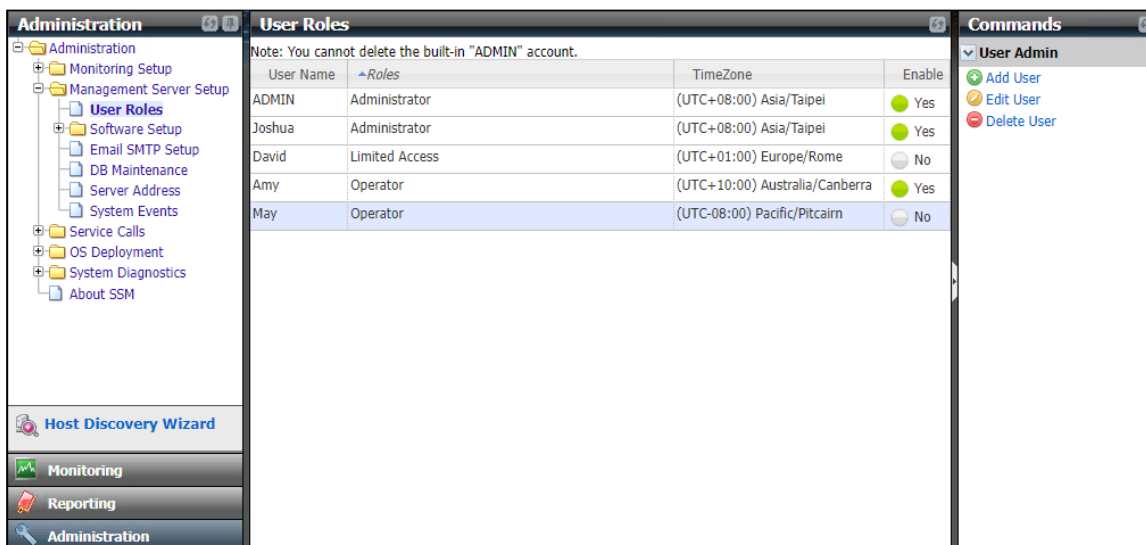 Administration
Administration
Monitoring Setup
Management Server Setup
User Roles
Software Setup
Email SMTP Setup
DB Maintenance
Server Address
System Events
Service Calls
OS Deployment
System Diagnostics
About SSM
Host Discovery Wizard
Monitoring
Reporting
Administration
User Roles
Note: You cannot delete the built-in "ADMIN" account.
User Name Roles TimeZone Enable
ADMIN Administrator (UTC+08:00) Asia/Taipei Yes
Joshua Administrator (UTC+08:00) Asia/Taipei Yes
David Limited Access (UTC+01:00) Europe/Rome No
Amy Operator (UTC+10:00) Australia/Canberra Yes
May Operator (UTC-08:00) Pacific/Pitcairn No
Commands
User Admin
Add User
Edit User
Delete User